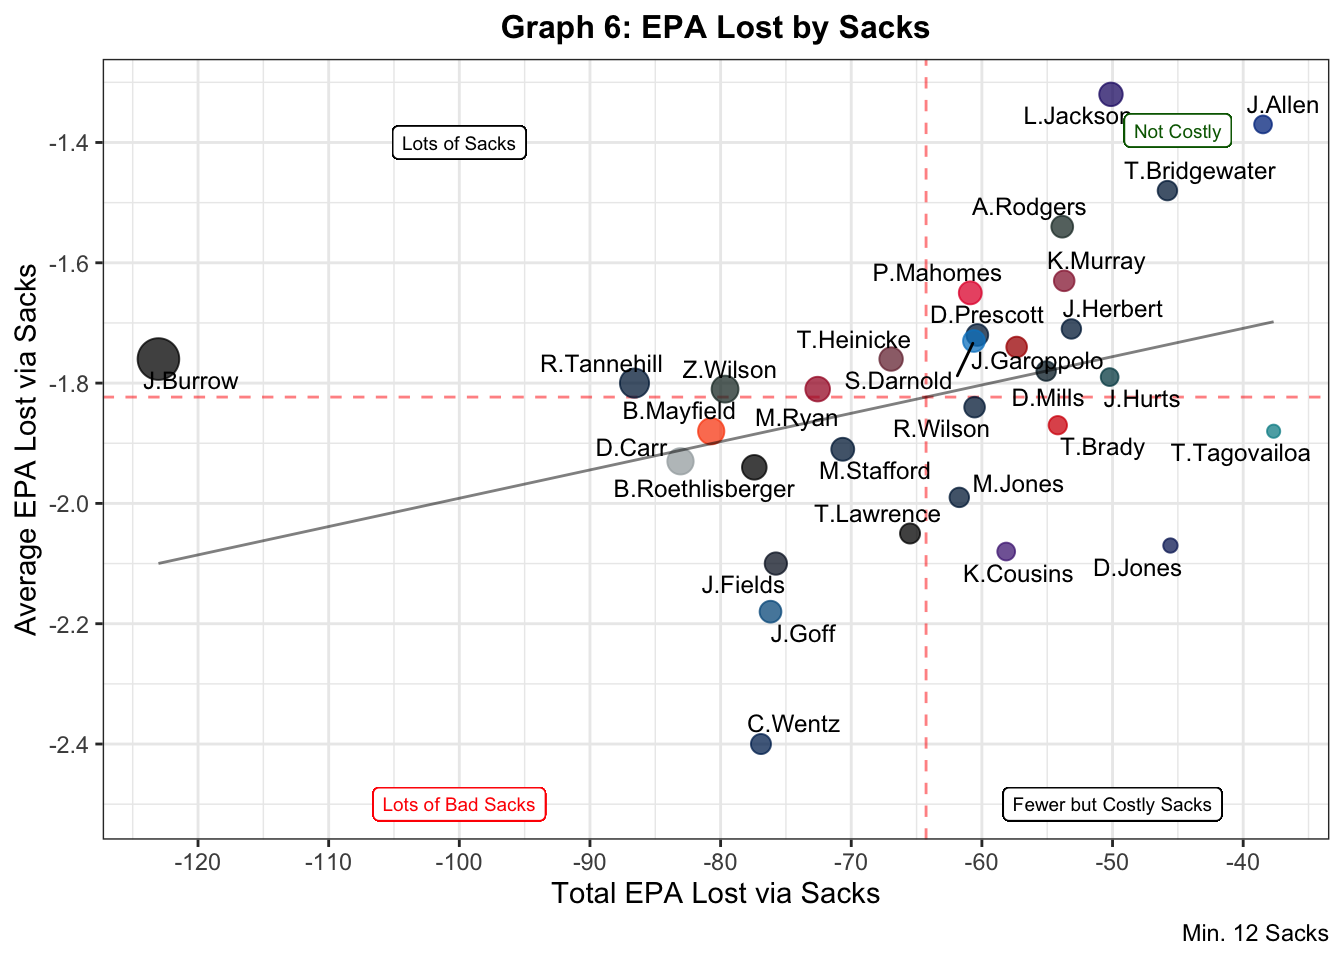 Graph 6: EPA Lost by Sacks
Average EPA Lost via Sacks
-1.4
-1.6
-1.8
-2.0
-2.2
-2.4
Lots of Sacks
Not Costly
Lots of Bad Sacks
Fewer but Costly Sacks
L.Jackson
J.Allen
T.Bridgewater
A.Rodgers
K.Murray
P.Mahomes
J.Herbert
D.Prescott
T.Heinicke
J.Garoppolo
R.Tannehill
Z.Wilson
S.Darnold
J.Burrow
D.Mills
J.Hurts
B.Mayfield
M.Ryan
R.Wilson
T.Brady
T.Tagovailoa
D.Carr
M.Stafford
B.Roethlisberger
M.Jones
T.Lawrence
K.Cousins
D.Jones
J.Fields
J.Goff
C.Wentz
-120
-110
-100
-90
-80
-70
-60
-50
-40
Total EPA Lost via Sacks
Min. 12 Sacks